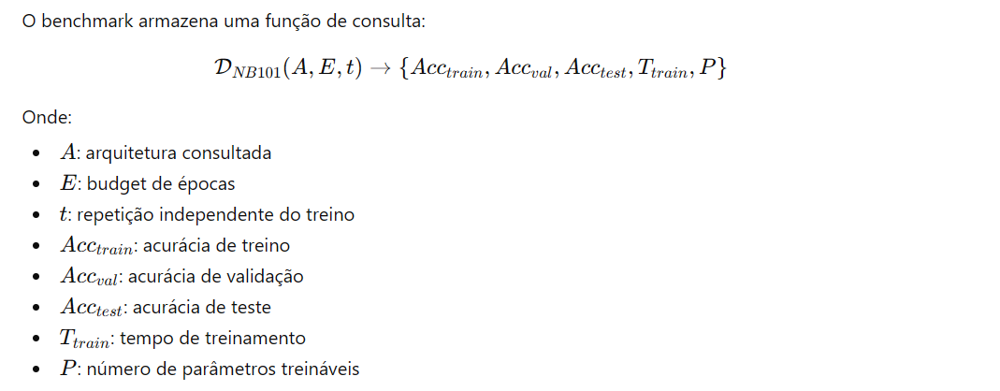 O benchmark armazena uma função de consulta:
𝒟_{NB101}(A, E, t) → {Acc_{train}, Acc_{val}, Acc_{test}, T_{train}, P}
Onde:
• A: arquitetura consultada
• E: budget de épocas
• t: repetição independente do treino
• Acc_{train}: acurácia de treino
• Acc_{val}: acurácia de validação
• Acc_{test}: acurácia de teste
• T_{train}: tempo de treinamento
• P: número de parâmetros treináveis